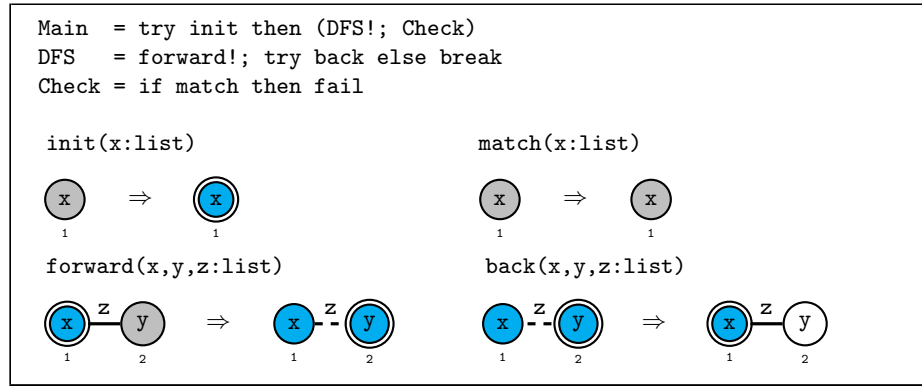 Main = try init then (DFS!; Check)
DFS = forward!; try back else break
Check = if match then fail
init(x:list) match(x:list)
x ⇒ x x ⇒ x
1 1 1 1
forward(x,y,z:list) back(x,y,z:list)
x z y ⇒ x z y x z y ⇒ x z y
1 2 1 2 1 2 1 2